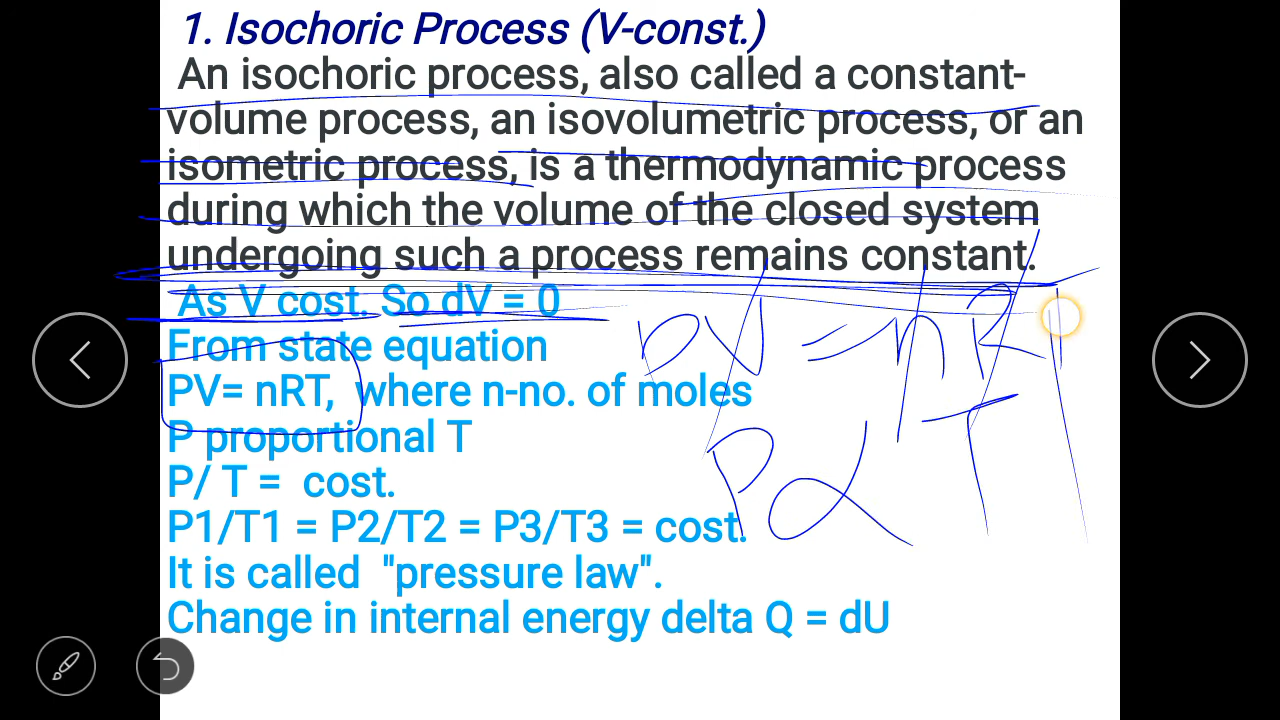 1. Isochoric Process (V-const.)
An isochoric process, also called a constant-
volume process, an isovolumetric process, or an
isometric process, is a thermodynamic process
during which the volume of the closed system
undergoing such a process remains constant.
As V cost. So dV = 0
From state equation
PV= nRT, where n-no. of moles
PV = nRT
P proportional T
P α T
P/ T = cost.
P1/T1 = P2/T2 = P3/T3 = cost.
It is called "pressure law".
Change in internal energy delta Q = dU